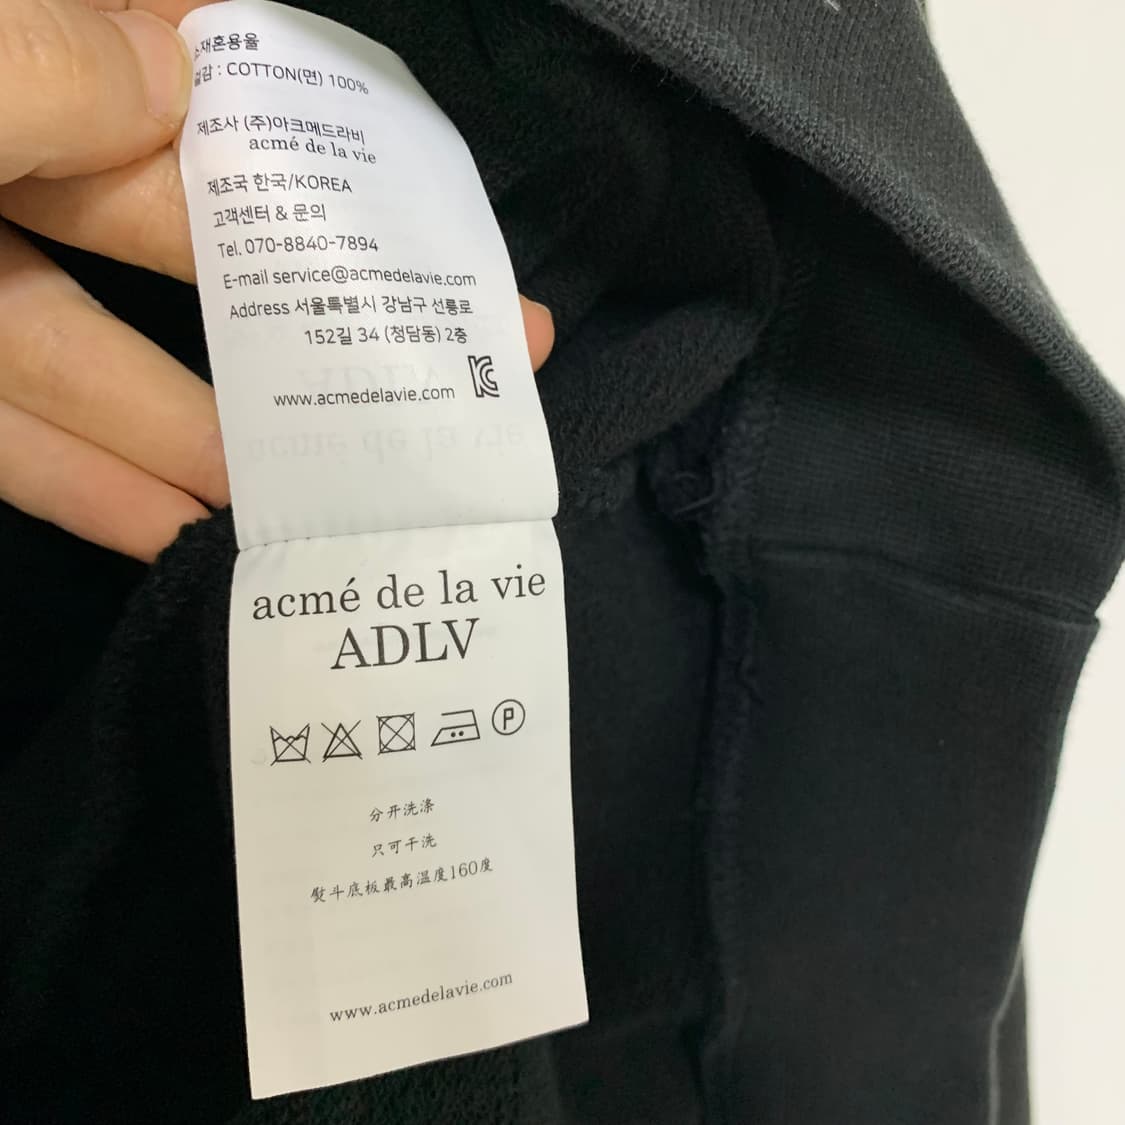 소재혼용율
겉감 : COTTON(면) 100%
제조사 (주)아크메드라비
acmé de la vie
제조국 한국/KOREA
고객센터 & 문의
Tel. 070-8840-7894
E-mail service@acmedelavie.com
Address 서울특별시 강남구 선릉로
152길 34 (청담동) 2층
www.acmedelavie.com
acmé de la vie
ADLV
P
分开洗涤
只可干洗
熨斗底板最高温度160度
www.acmedelavie.com